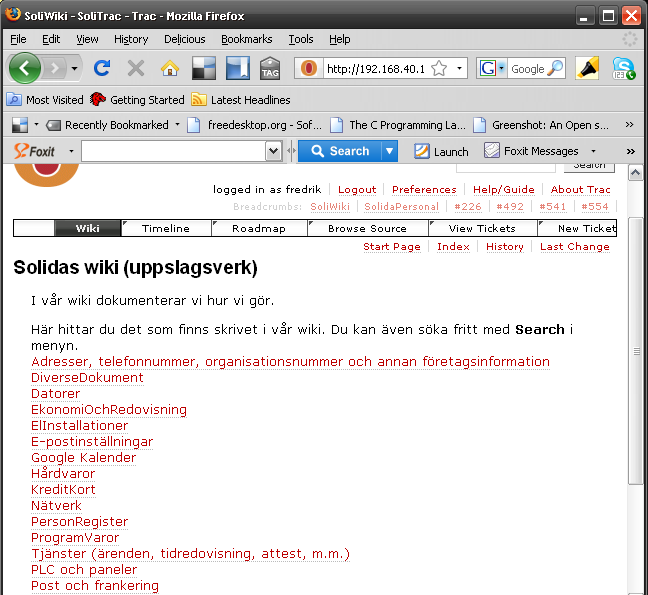 SoliWiki - SoliTrac - Trac - Mozilla Firefox
File Edit View History Delicious Bookmarks Tools Help
TAG http://192.168.40.1 G Google
Most Visited Getting Started Latest Headlines
Recently Bookmarked freedesktop.org - Sof... The C Programming La... Greenshot: An Open s... »
Foxit Search Launch Foxit Messages »
Search
logged in as fredrik Logout Preferences Help/Guide About Trac
Breadcrumbs: SoliWiki SolidaPersonal #226 #492 #541 #554
Wiki Timeline Roadmap Browse Source View Tickets New Ticket
Start Page Index History Last Change
Solidas wiki (uppslagsverk)
I vår wiki dokumenterar vi hur vi gör.
Här hittar du det som finns skrivet i vår wiki. Du kan även söka fritt med Search i
menyn.
Adresser, telefonnummer, organisationsnummer och annan företagsinformation
DiverseDokument
Datorer
EkonomiOchRedovisning
ElInstallationer
E-postinställningar
Google Kalender
Hårdvaror
KreditKort
Nätverk
PersonRegister
ProgramVaror
Tjänster (ärenden, tidredovisning, attest, m.m.)
PLC och paneler
Post och frankering